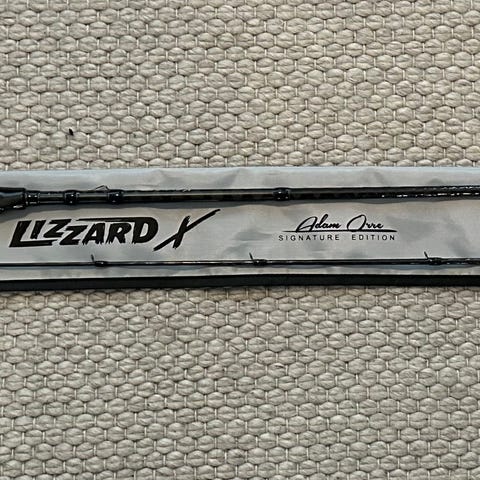 LIZZARD X
Adam Orre
SIGNATURE EDITION